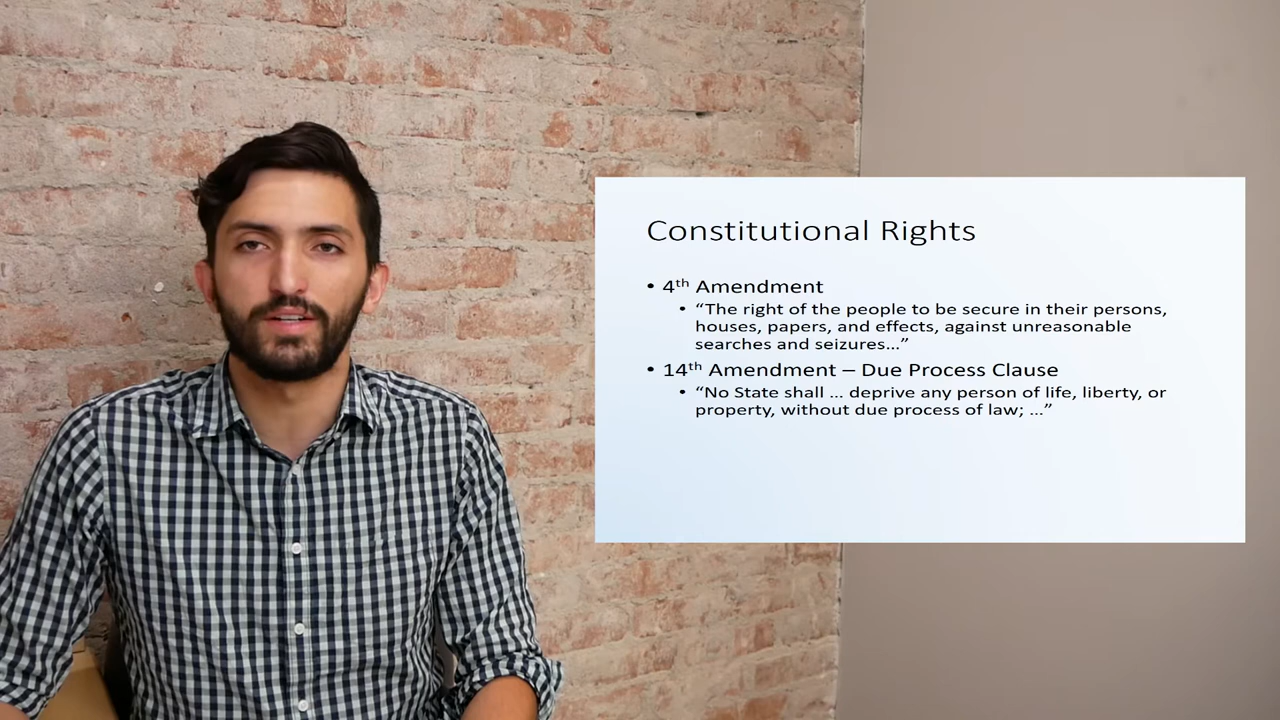 Constitutional Rights
• 4th Amendment
• “The right of the people to be secure in their persons,
houses, papers, and effects, against unreasonable
searches and seizures...”
• 14th Amendment – Due Process Clause
• “No State shall ... deprive any person of life, liberty, or
property, without due process of law; ...”